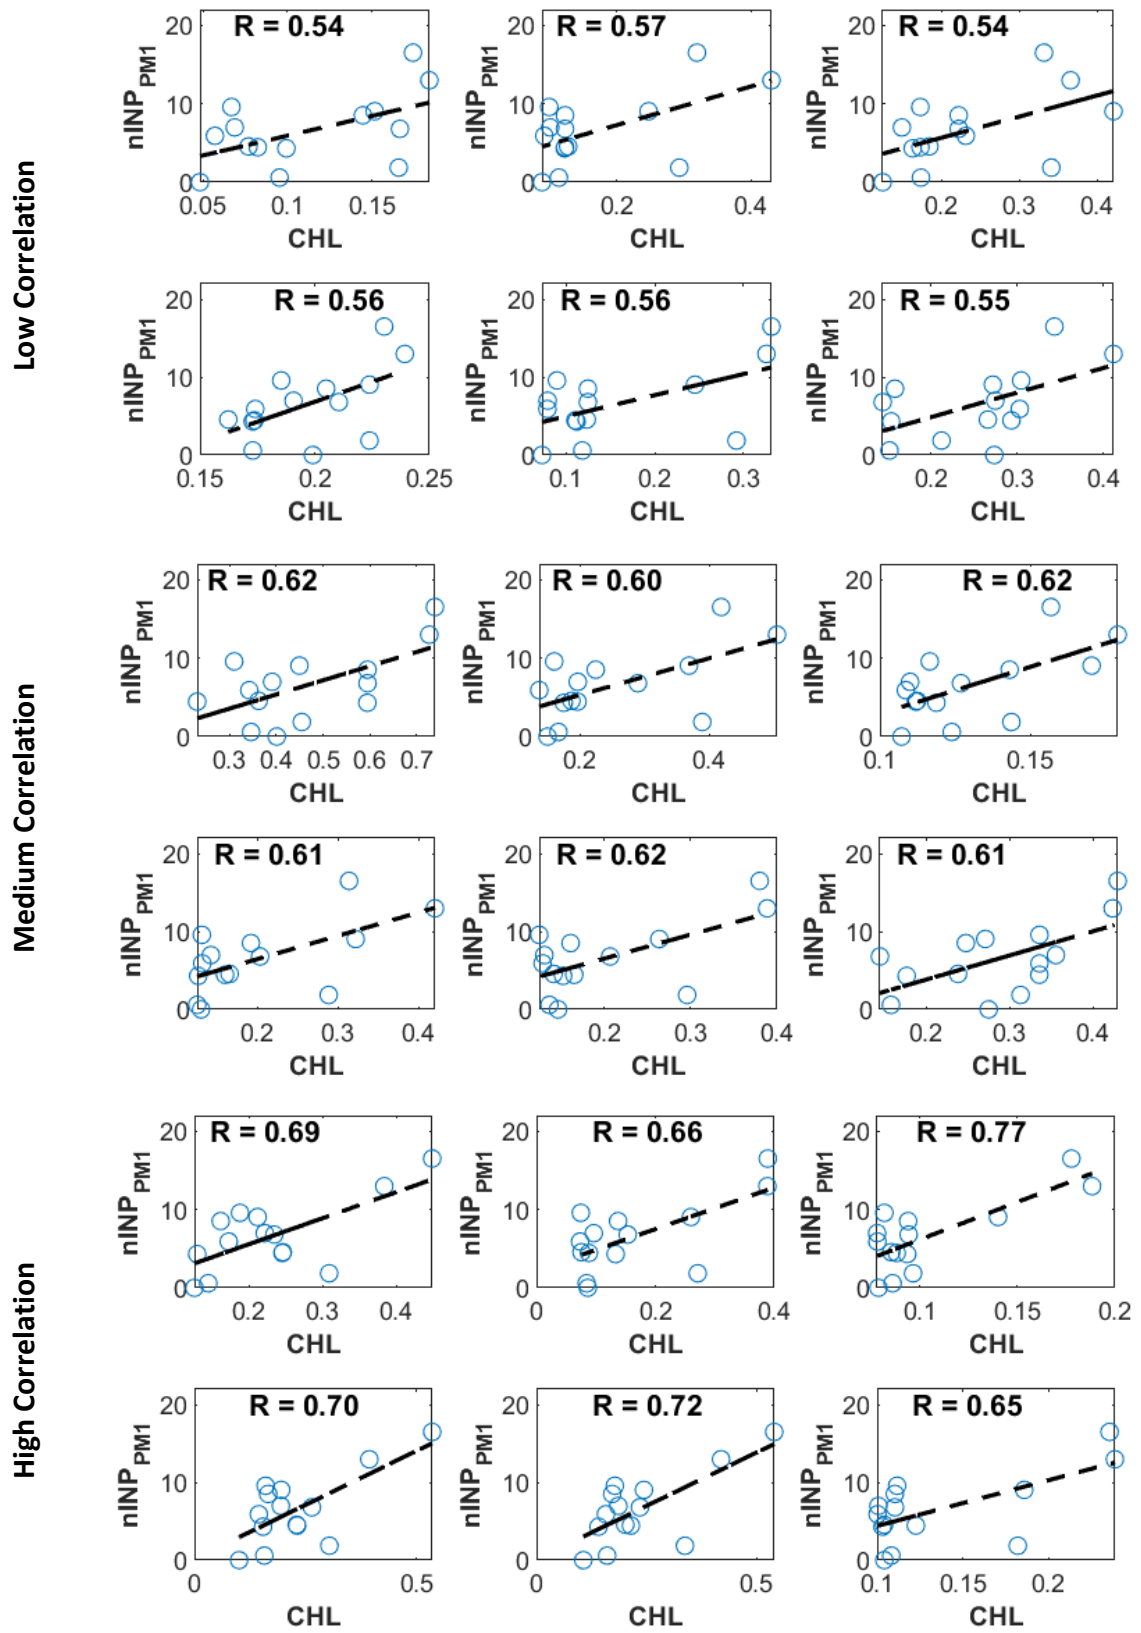 Low Correlation
R = 0.54
R = 0.57
R = 0.54
20
10
0
nINP_PM1
0.05 0.1 0.15
CHL
20
10
0
nINP_PM1
0.2 0.4
CHL
20
10
0
nINP_PM1
0.2 0.3 0.4
CHL
R = 0.56
R = 0.56
R = 0.55
20
10
0
nINP_PM1
0.15 0.2 0.25
CHL
20
10
0
nINP_PM1
0.1 0.2 0.3
CHL
20
10
0
nINP_PM1
0.2 0.3 0.4
CHL
Medium Correlation
R = 0.62
R = 0.60
R = 0.62
20
10
0
nINP_PM1
0.3 0.4 0.5 0.6 0.7
CHL
20
10
0
nINP_PM1
0.2 0.4
CHL
20
10
0
nINP_PM1
0.1 0.15
CHL
R = 0.61
R = 0.62
R = 0.61
20
10
0
nINP_PM1
0.2 0.3 0.4
CHL
20
10
0
nINP_PM1
0.2 0.3 0.4
CHL
20
10
0
nINP_PM1
0.2 0.3 0.4
CHL
High Correlation
R = 0.69
R = 0.66
R = 0.77
20
10
0
nINP_PM1
0.2 0.3 0.4
CHL
20
10
0
nINP_PM1
0 0.2 0.4
CHL
20
10
0
nINP_PM1
0.1 0.15 0.2
CHL
R = 0.70
R = 0.72
R = 0.65
20
10
0
nINP_PM1
0 0.5
CHL
20
10
0
nINP_PM1
0 0.5
CHL
20
10
0
nINP_PM1
0.1 0.15 0.2
CHL